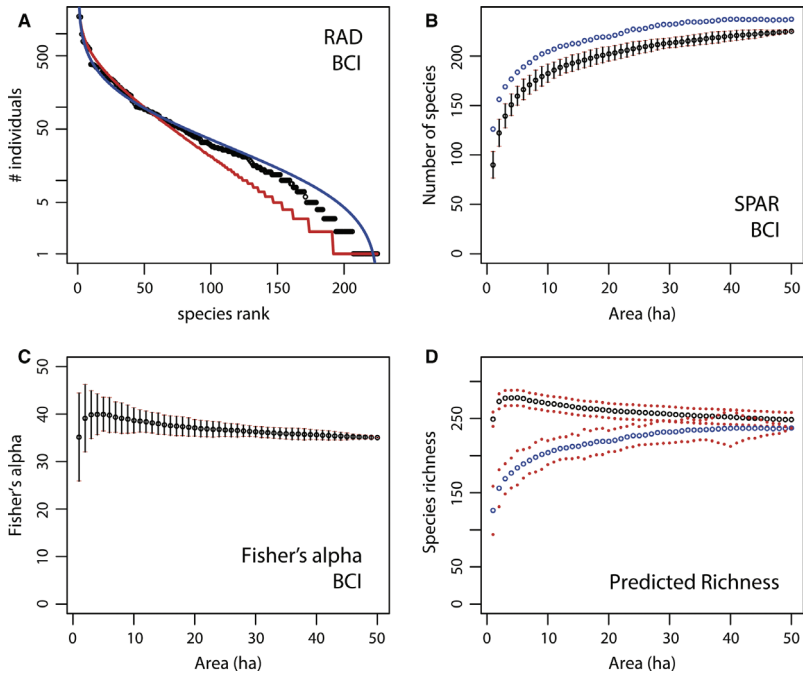 A
RAD
BCI
# individuals
500
50
5
1
0
50
100
150
200
species rank
B
SPAR
BCI
Number of species
200
150
100
50
0
0
10
20
30
40
50
Area (ha)
C
Fisher's alpha
BCI
Fisher's alpha
50
40
30
20
10
0
0
10
20
30
40
50
Area (ha)
D
Predicted Richness
Species richness
250
150
50
0
0
10
20
30
40
50
Area (ha)